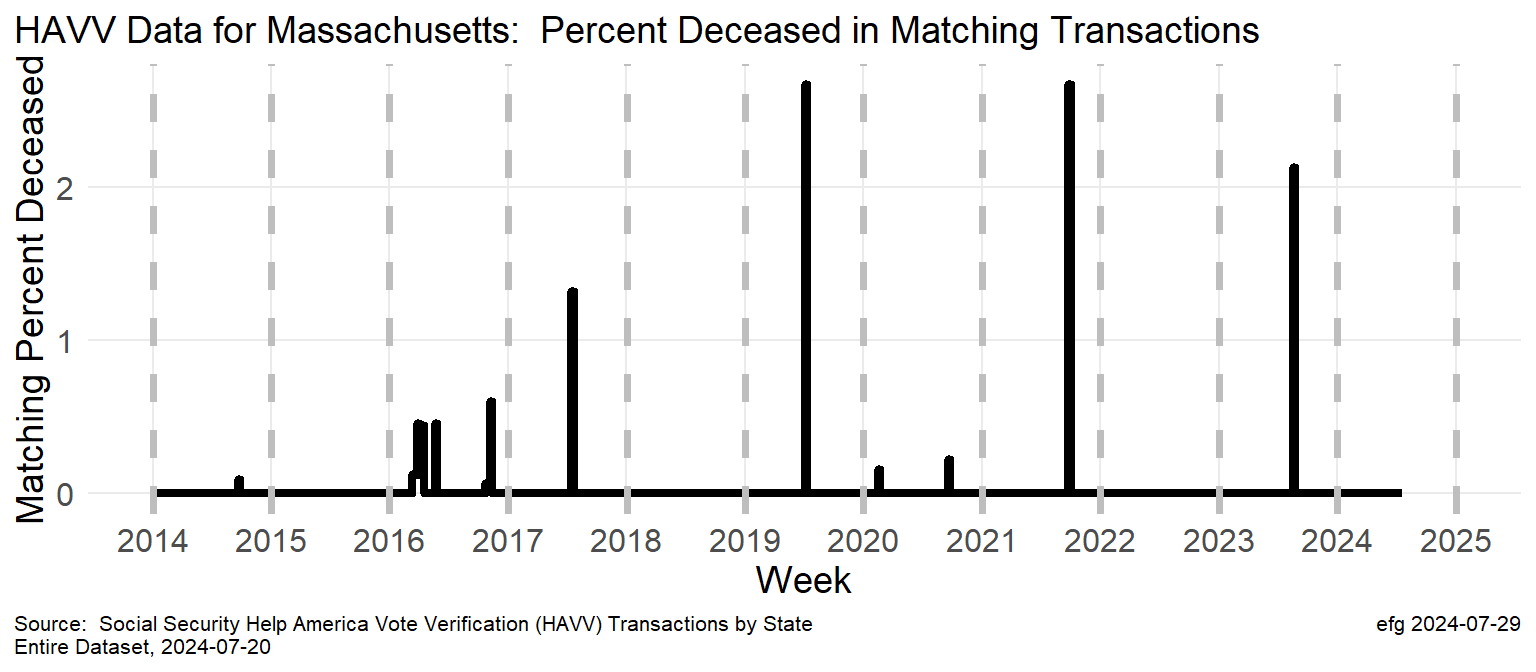 HAVV Data for Massachusetts:  Percent Deceased in Matching Transactions
Matching Percent Deceased
2
1
0
2014 2015 2016 2017 2018 2019 2020 2021 2022 2023 2024 2025
Week
Source:  Social Security Help America Vote Verification (HAVV) Transactions by State
Entire Dataset, 2024-07-20
efg 2024-07-29